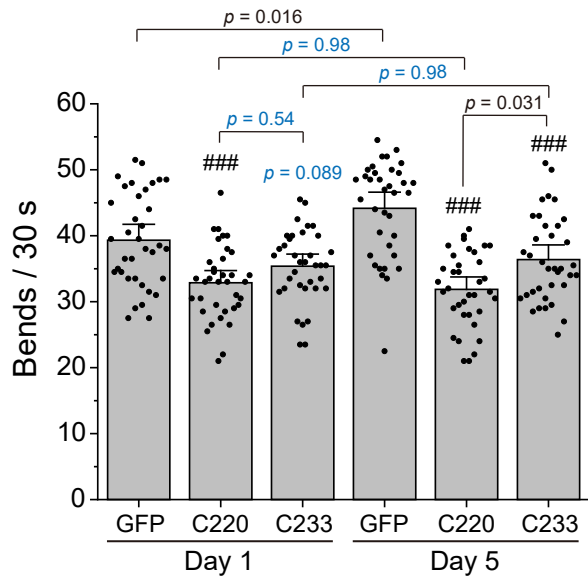 p = 0.016
p = 0.98
p = 0.98
p = 0.54
p = 0.031
###
p = 0.089
###
###
Bends / 30 s
60
50
40
30
20
10
0
GFP C220 C233 GFP C220 C233
Day 1 Day 5